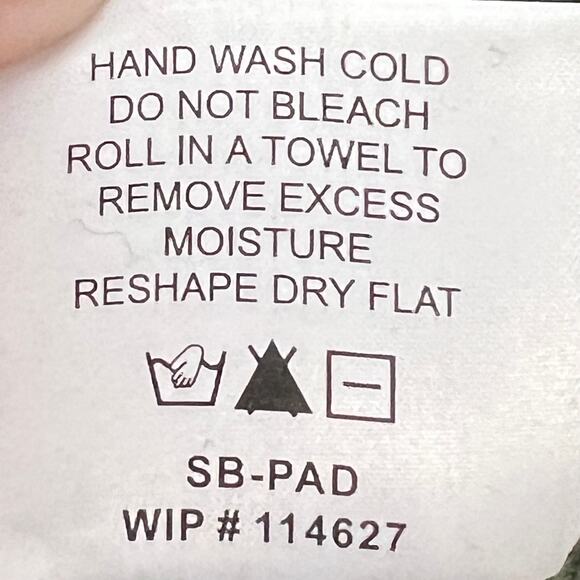 HAND WASH COLD
DO NOT BLEACH
ROLL IN A TOWEL TO
REMOVE EXCESS
MOISTURE
RESHAPE DRY FLAT
SB-PAD
WIP # 114627